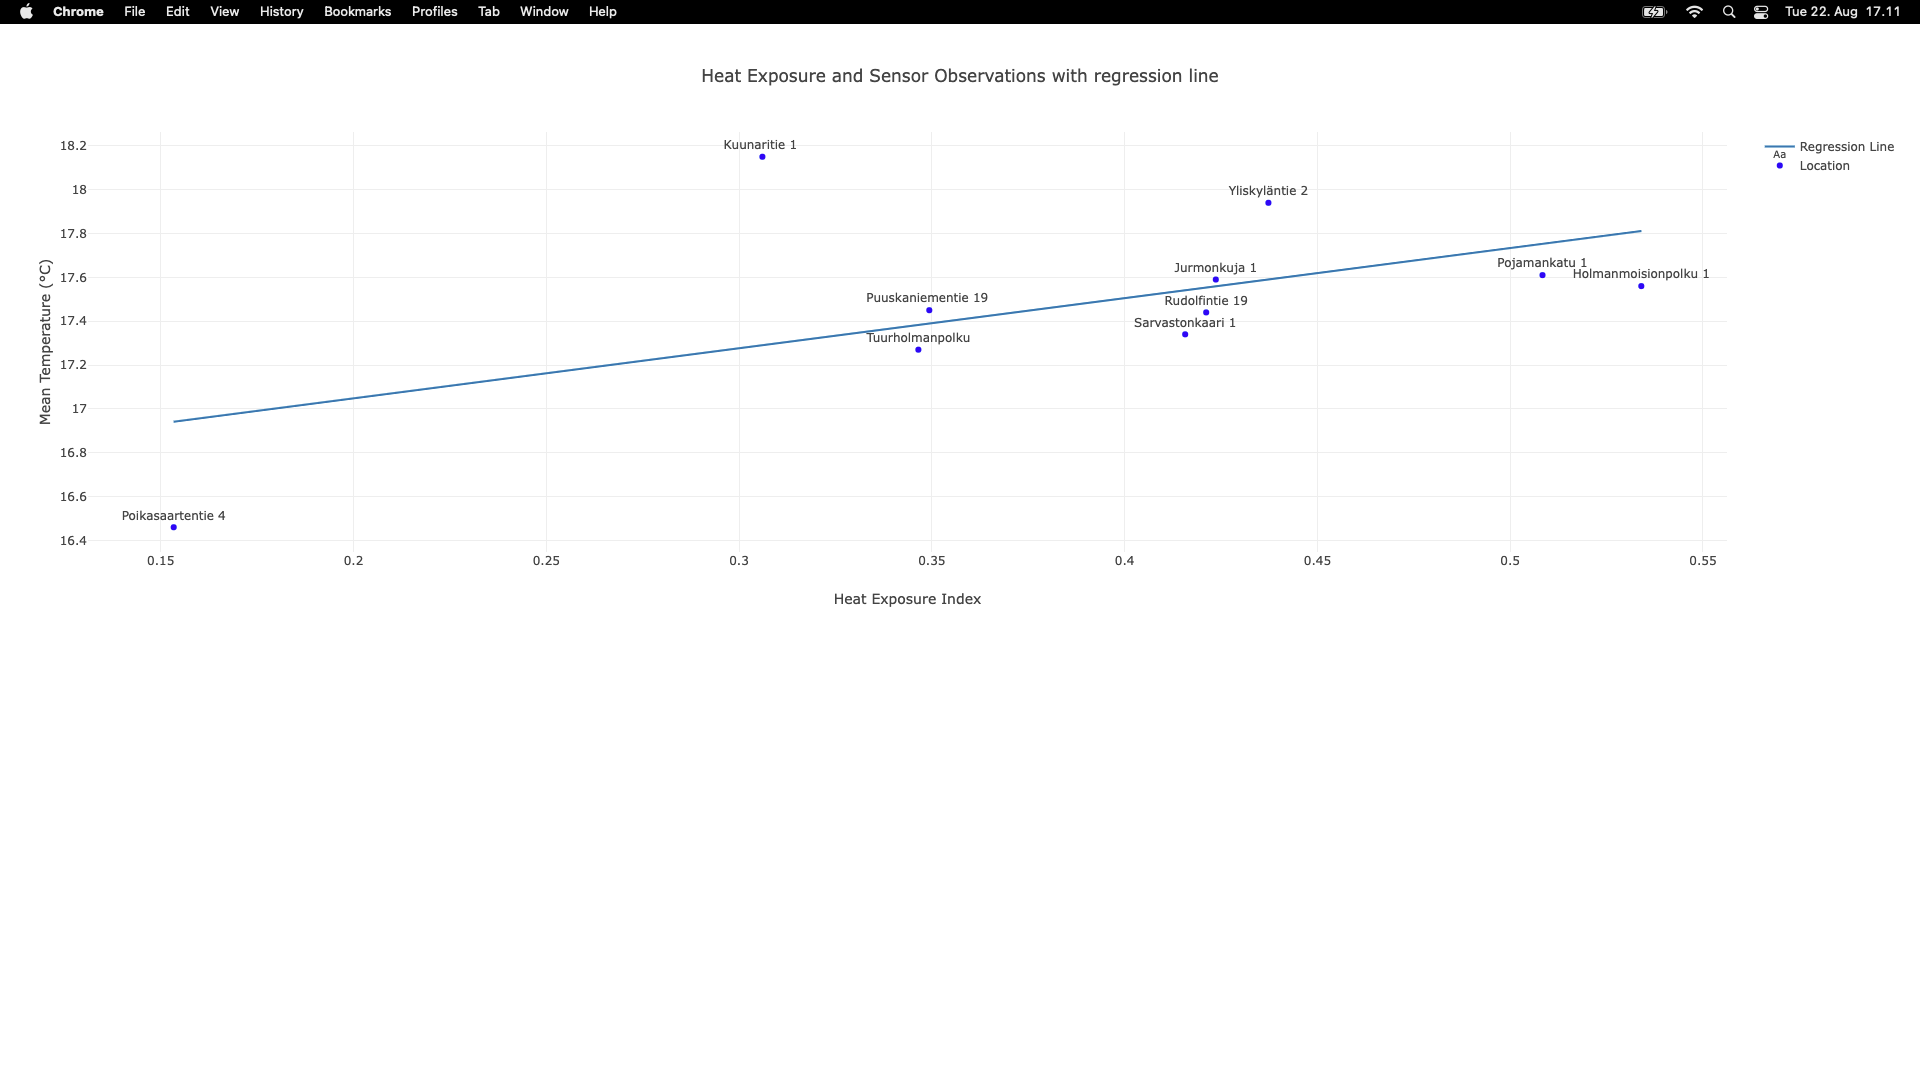 Chrome File Edit View History Bookmarks Profiles Tab Window Help Tue 22. Aug 17.11
Heat Exposure and Sensor Observations with regression line
Mean Temperature (°C)
18.2
18
17.8
17.6
17.4
17.2
17
16.8
16.6
16.4
Kuunaritie 1
Yliskyläntie 2
Jurmonkuja 1
Pojamankatu 1
Holmanmoisionpolku 1
Puuskaniementie 19
Rudolfintie 19
Sarvastonkaari 1
Tuurholmanpolku
Poikasaartentie 4
0.15 0.2 0.25 0.3 0.35 0.4 0.45 0.5 0.55
Heat Exposure Index
Regression Line
Aa
Location